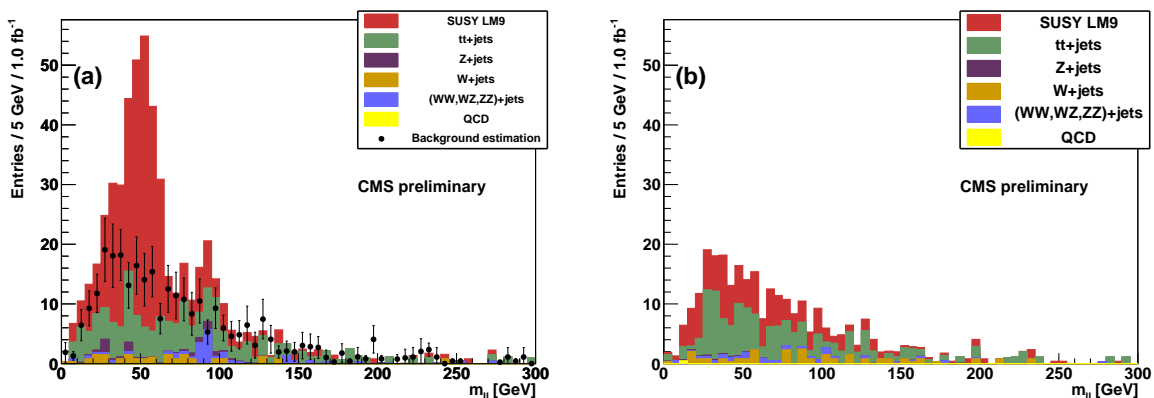 Entries / 5 GeV / 1.0 fb⁻¹
50
40
30
20
10
0
(a)
SUSY LM9
tt+jets
Z+jets
W+jets
(WW,WZ,ZZ)+jets
QCD
Background estimation
CMS preliminary
0 50 100 150 200 250 300
m_ll [GeV]
Entries / 5 GeV / 1.0 fb⁻¹
50
40
30
20
10
0
(b)
SUSY LM9
tt+jets
Z+jets
W+jets
(WW,WZ,ZZ)+jets
QCD
CMS preliminary
0 50 100 150 200 250 300
m_ll [GeV]